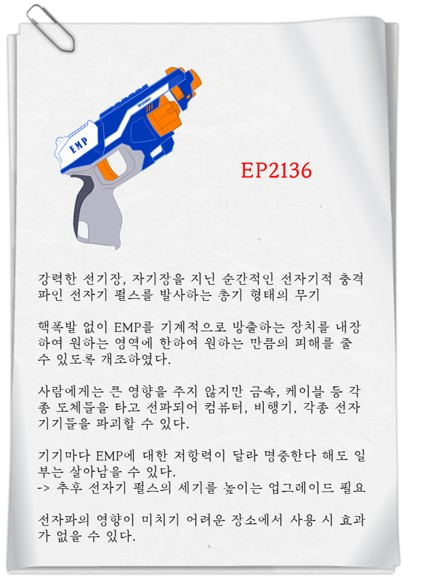 EMP
EP2136
강력한 전기장, 자기장을 지닌 순간적인 전자기적 충격
파인 전자기 펄스를 발사하는 총기 형태의 무기
핵폭발 없이 EMP를 기계적으로 방출하는 장치를 내장
하여 원하는 영역에 한하여 원하는 만큼의 피해를 줄
수 있도록 개조하였다.
사람에게는 큰 영향을 주지 않지만 금속, 케이블 등 각
종 도체들을 타고 전파되어 컴퓨터, 비행기, 각종 전자
기기들을 파괴할 수 있다.
기기마다 EMP에 대한 저항력이 달라 명중한다 해도 일
부는 살아남을 수 있다.
-> 추후 전자기 펄스의 세기를 높이는 업그레이드 필요
전자파의 영향이 미치기 어려운 장소에서 사용 시 효과
가 없을 수 있다.